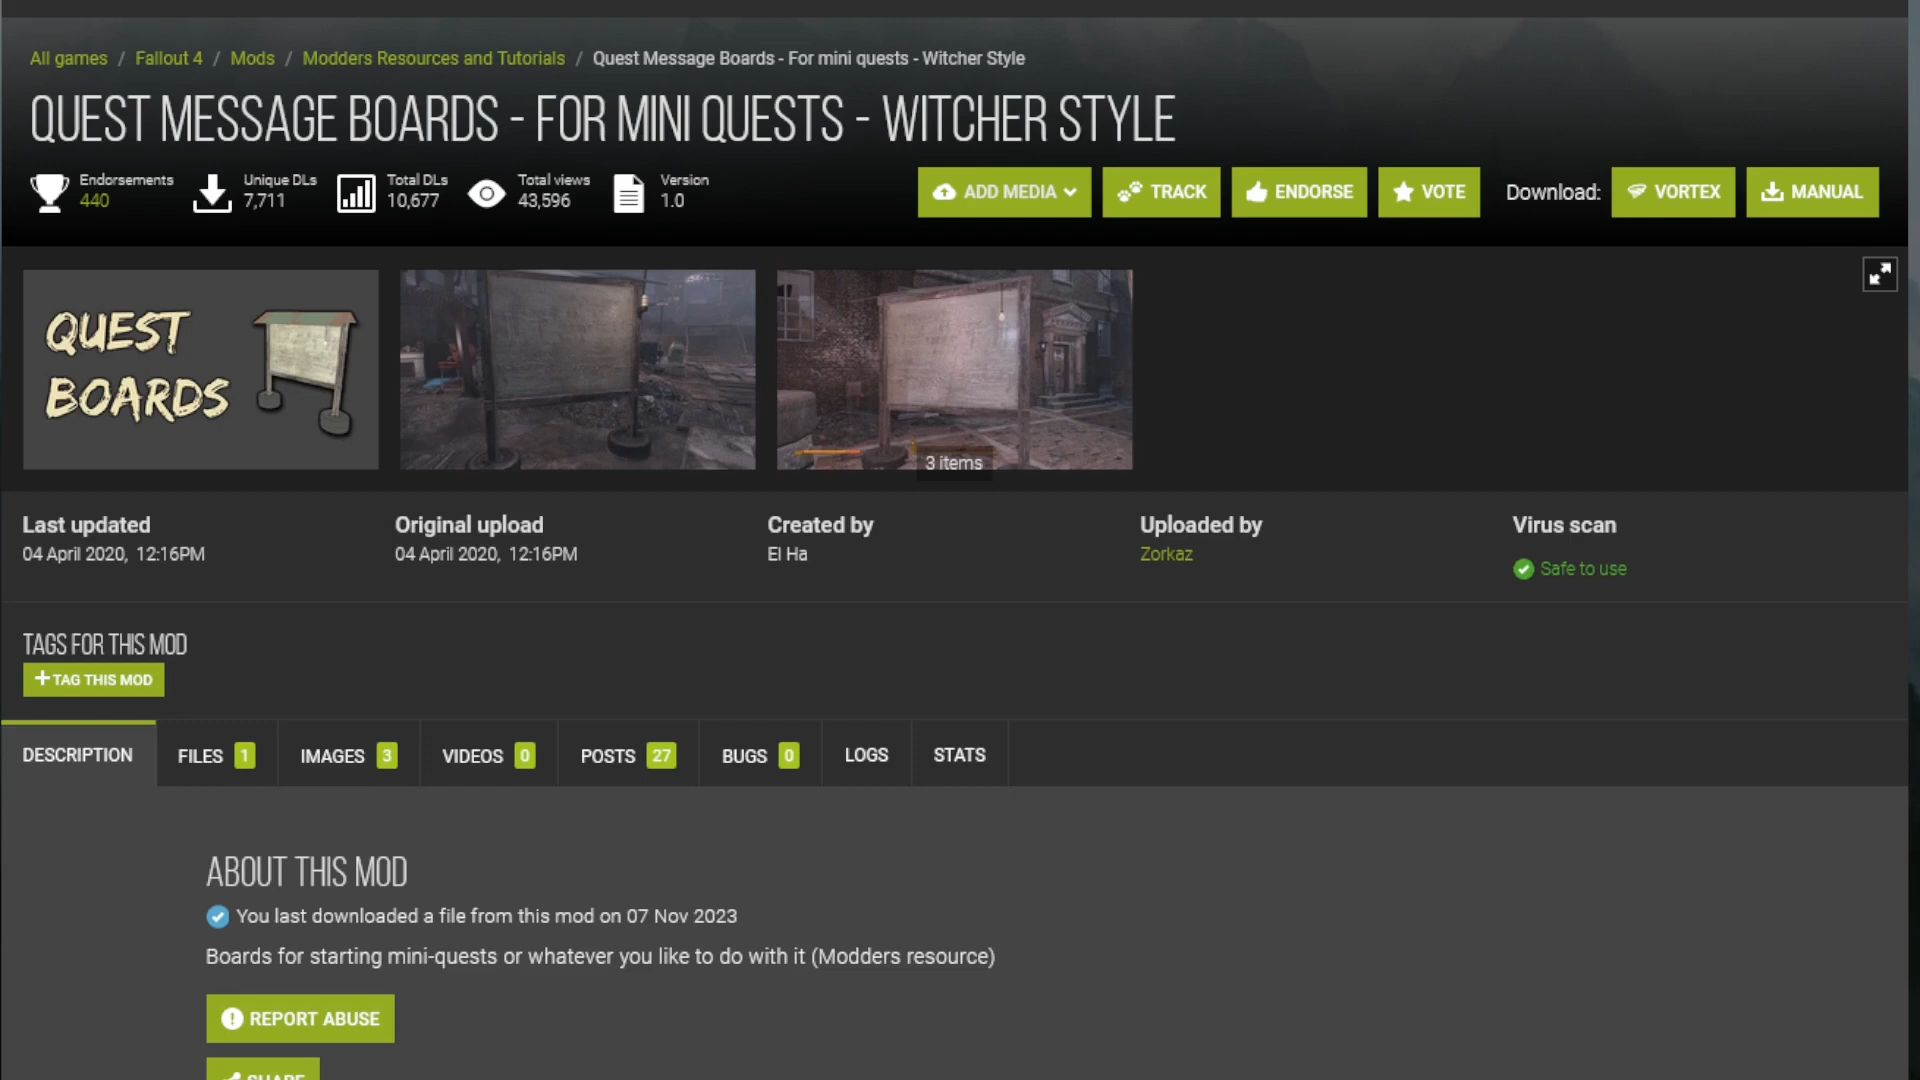 All games / Fallout 4 / Mods / Modders Resources and Tutorials / Quest Message Boards - For mini quests - Witcher Style
QUEST MESSAGE BOARDS - FOR MINI QUESTS - WITCHER STYLE
Endorsements
440
Unique DLs
7,711
Total DLs
10,677
Total views
43,596
Version
1.0
ADD MEDIA
TRACK
ENDORSE
VOTE
Download:
VORTEX
MANUAL
QUEST
BOARDS
3 items
Last updated
04 April 2020, 12:16PM
Original upload
04 April 2020, 12:16PM
Created by
El Ha
Uploaded by
Zorkaz
Virus scan
Safe to use
TAGS FOR THIS MOD
+ TAG THIS MOD
DESCRIPTION
FILES 1
IMAGES 3
VIDEOS 0
POSTS 27
BUGS 0
LOGS
STATS
ABOUT THIS MOD
You last downloaded a file from this mod on 07 Nov 2023
Boards for starting mini-quests or whatever you like to do with it (Modders resource)
REPORT ABUSE
SHARE